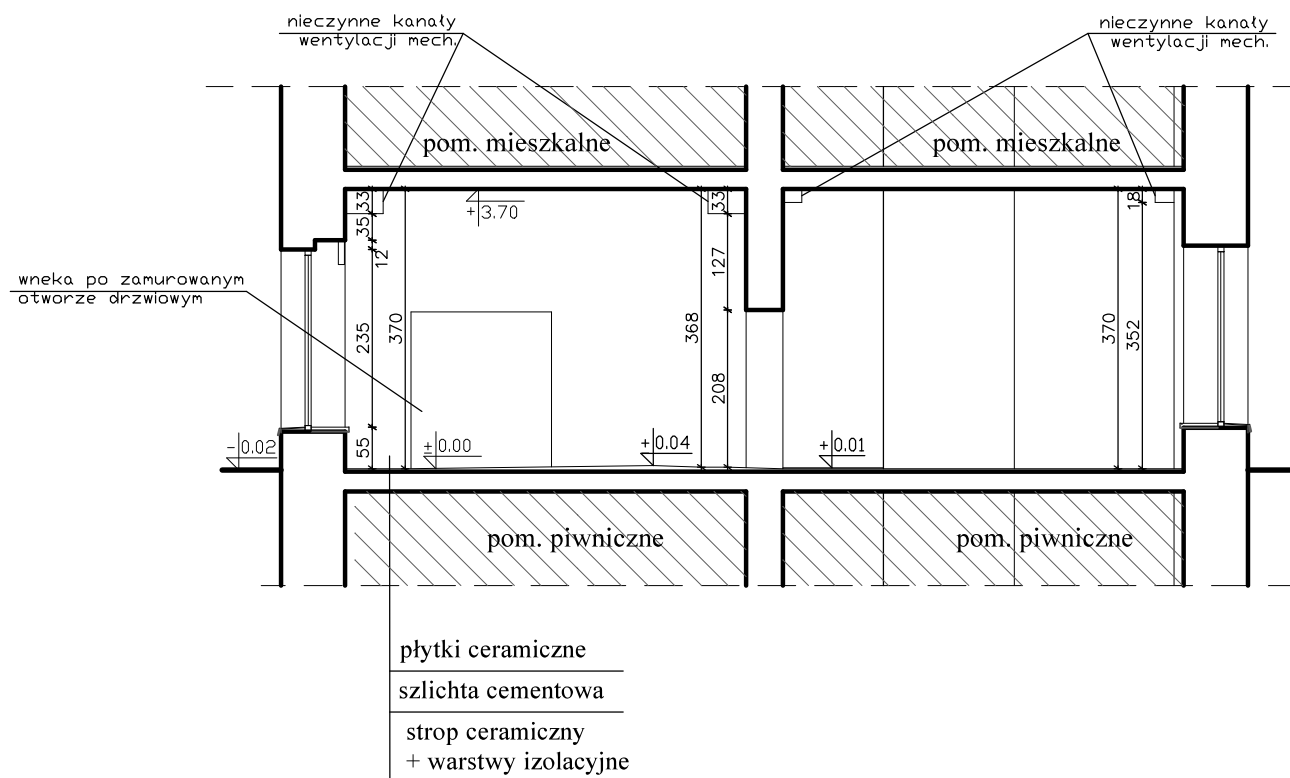 nieczynne kanały
wentylacji mech.
nieczynne kanały
wentylacji mech.
pom. mieszkalne
pom. mieszkalne
33
35
12
+3.70
33
127
18
wneka po zamurowanym
otworze drzwiowym
235
370
368
208
370
352
-0.02
55
±0.00
+0.04
+0.01
pom. piwniczne
pom. piwniczne
płytki ceramiczne
szlichta cementowa
strop ceramiczny
+ warstwy izolacyjne